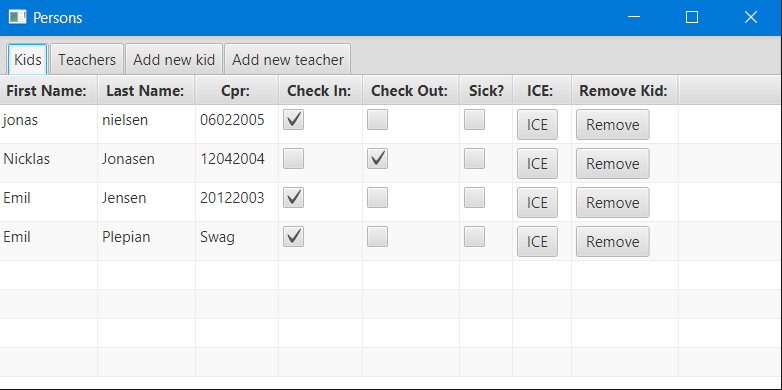 Persons
Kids Teachers Add new kid Add new teacher
First Name: Last Name: Cpr: Check In: Check Out: Sick? ICE: Remove Kid:
jonas nielsen 06022005 ICE Remove
Nicklas Jonasen 12042004 ICE Remove
Emil Jensen 20122003 ICE Remove
Emil Plepian Swag ICE Remove